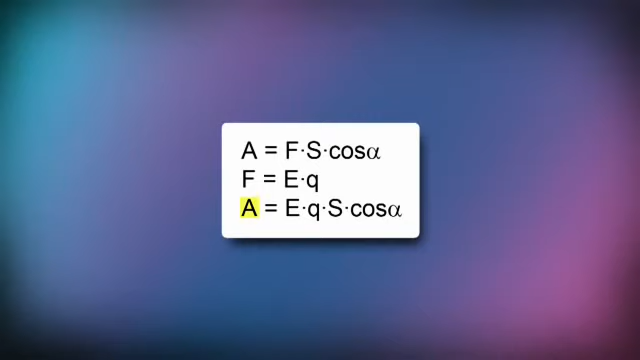 A = F·S·cosα
F = E·q
A = E·q·S·cosα